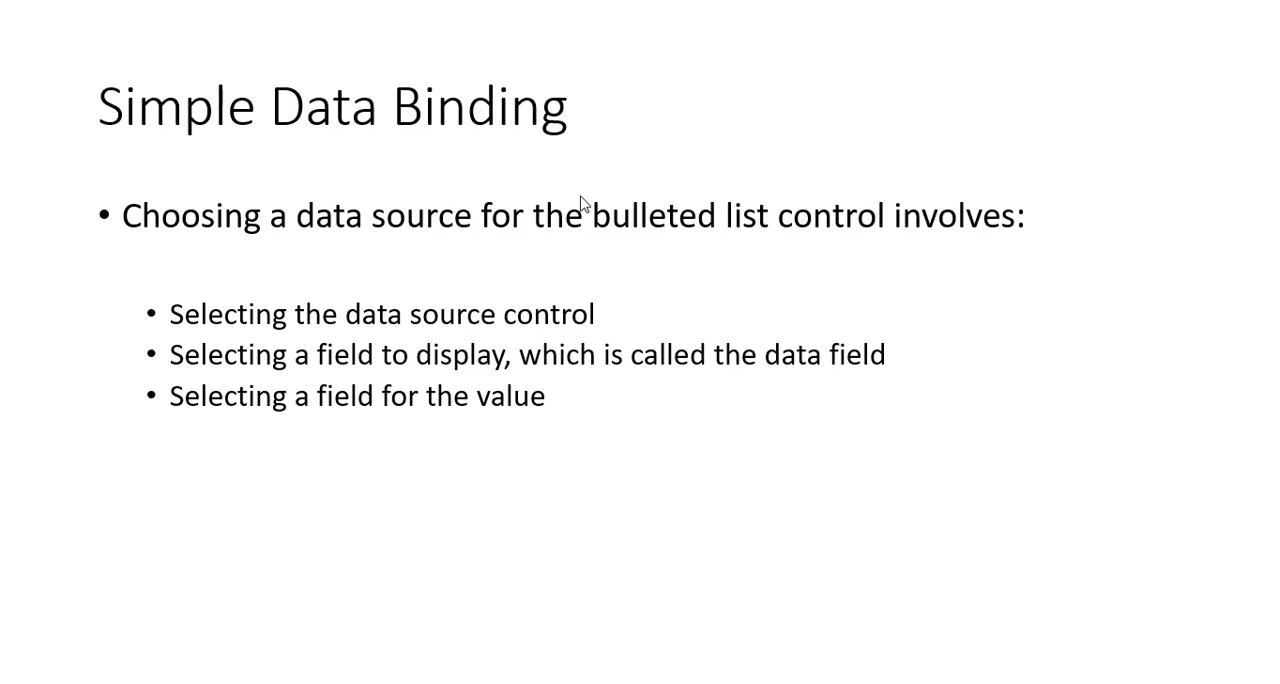 Simple Data Binding
• Choosing a data source for the bulleted list control involves:
• Selecting the data source control
• Selecting a field to display, which is called the data field
• Selecting a field for the value